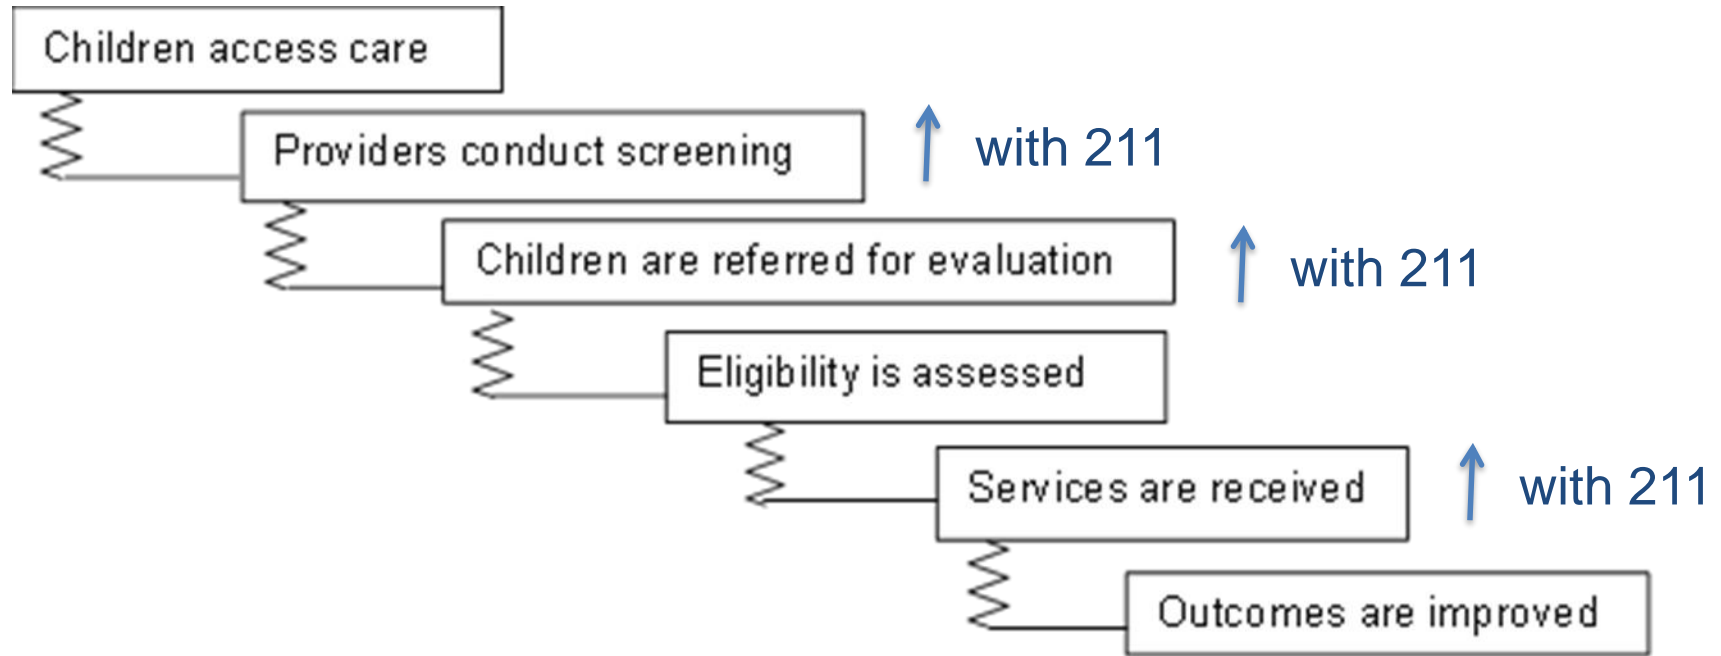 Children access care
Providers conduct screening
with 211
Children are referred for evaluation
with 211
Eligibility is assessed
Services are received
with 211
Outcomes are improved